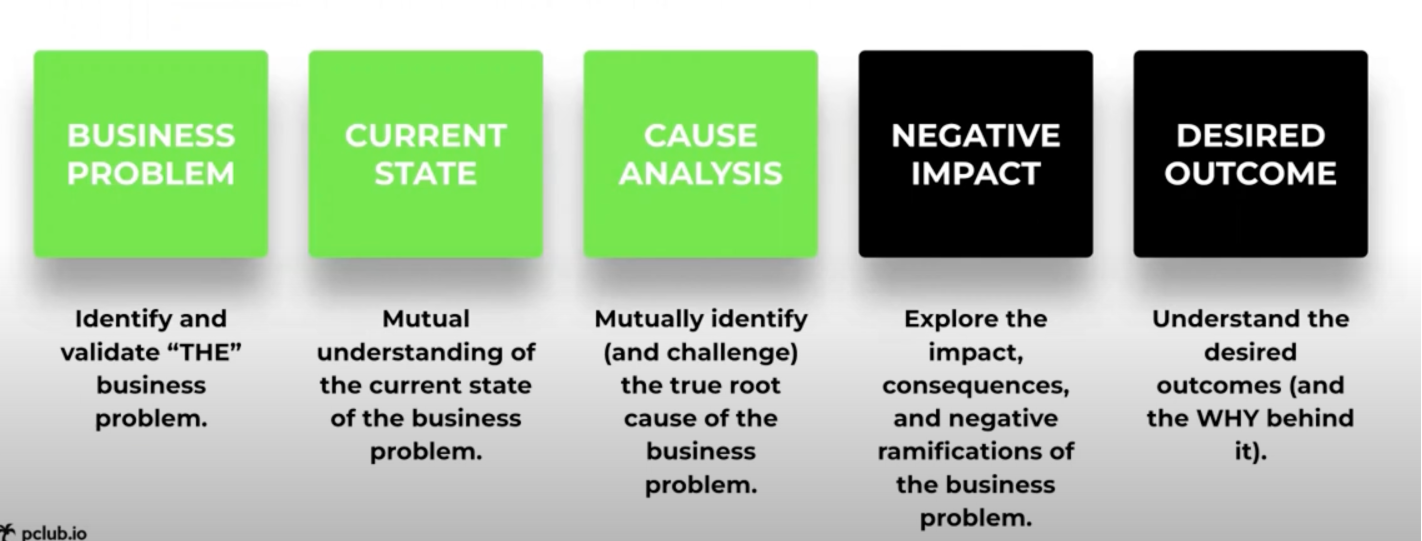 BUSINESS
PROBLEM
Identify and
validate “THE”
business
problem.
CURRENT
STATE
Mutual
understanding of
the current state
of the business
problem.
CAUSE
ANALYSIS
Mutually identify
(and challenge)
the true root
cause of the
business
problem.
NEGATIVE
IMPACT
Explore the
impact,
consequences,
and negative
ramifications of
the business
problem.
DESIRED
OUTCOME
Understand the
desired
outcomes (and
the WHY behind
it).
pclub.io